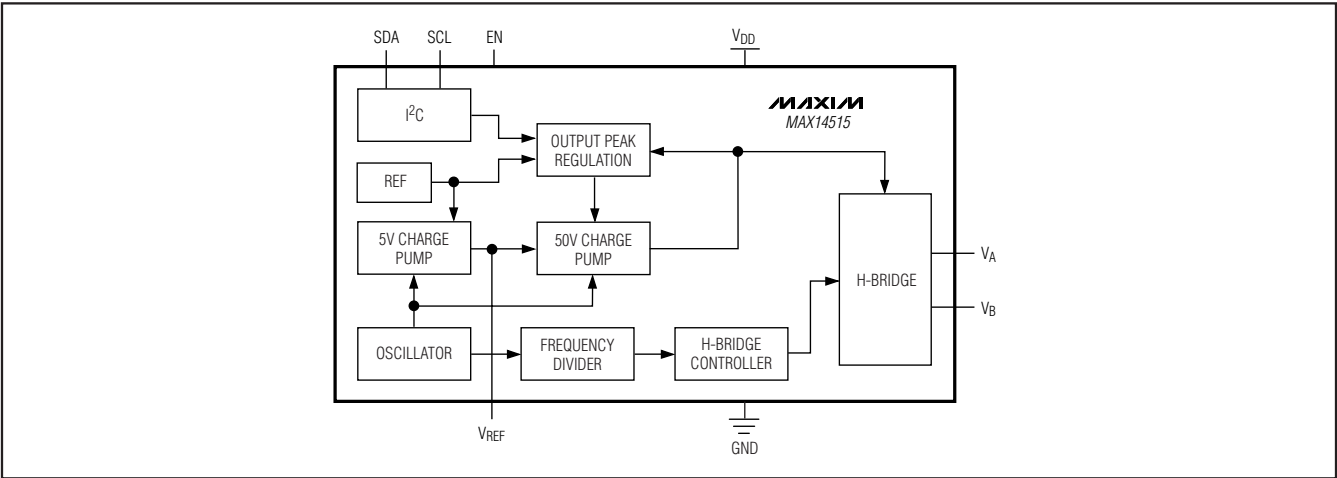 SDA SCL EN VDD
MAXIM
MAX14515
I2C
OUTPUT PEAK
REGULATION
REF
5V CHARGE
PUMP
50V CHARGE
PUMP
H-BRIDGE
VA
VB
OSCILLATOR
FREQUENCY
DIVIDER
H-BRIDGE
CONTROLLER
VREF
GND